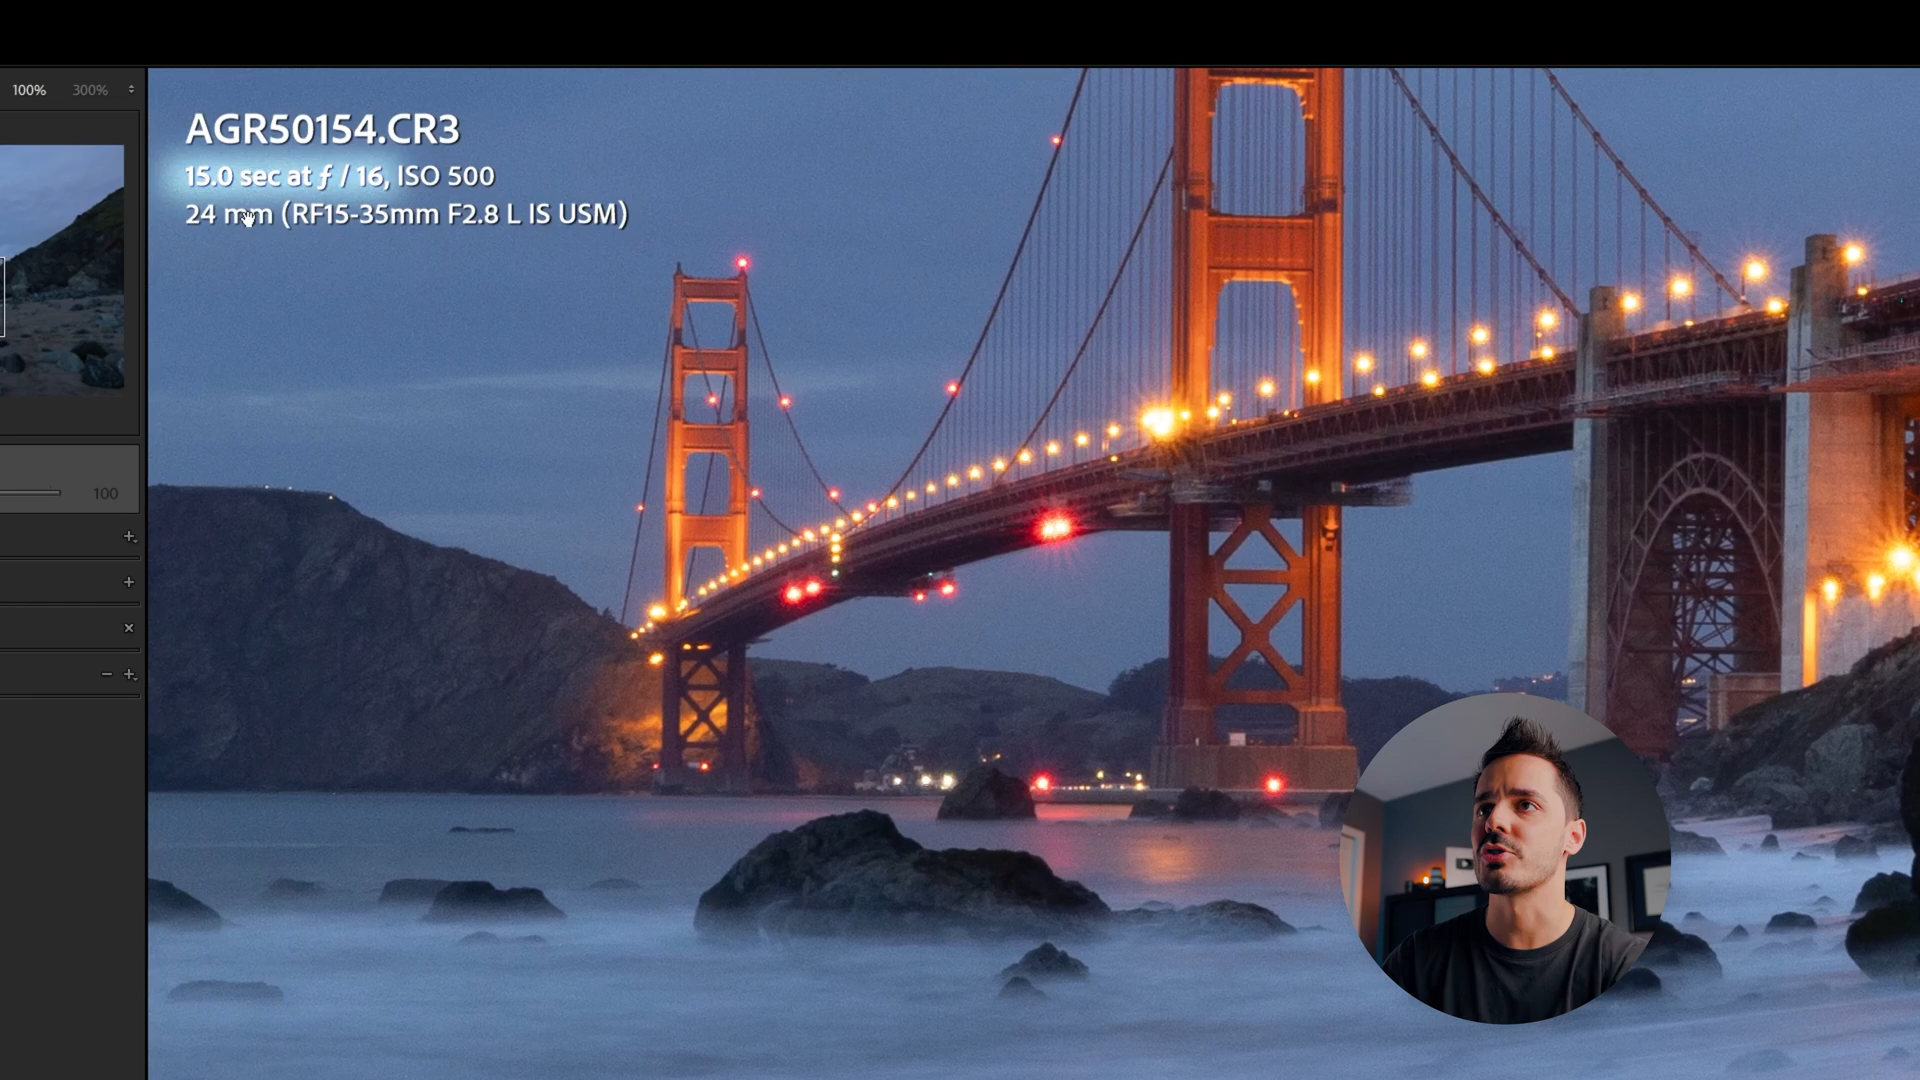 100% 300%
AGR50154.CR3
15.0 sec at ƒ / 16, ISO 500
24 mm (RF15-35mm F2.8 L IS USM)
100